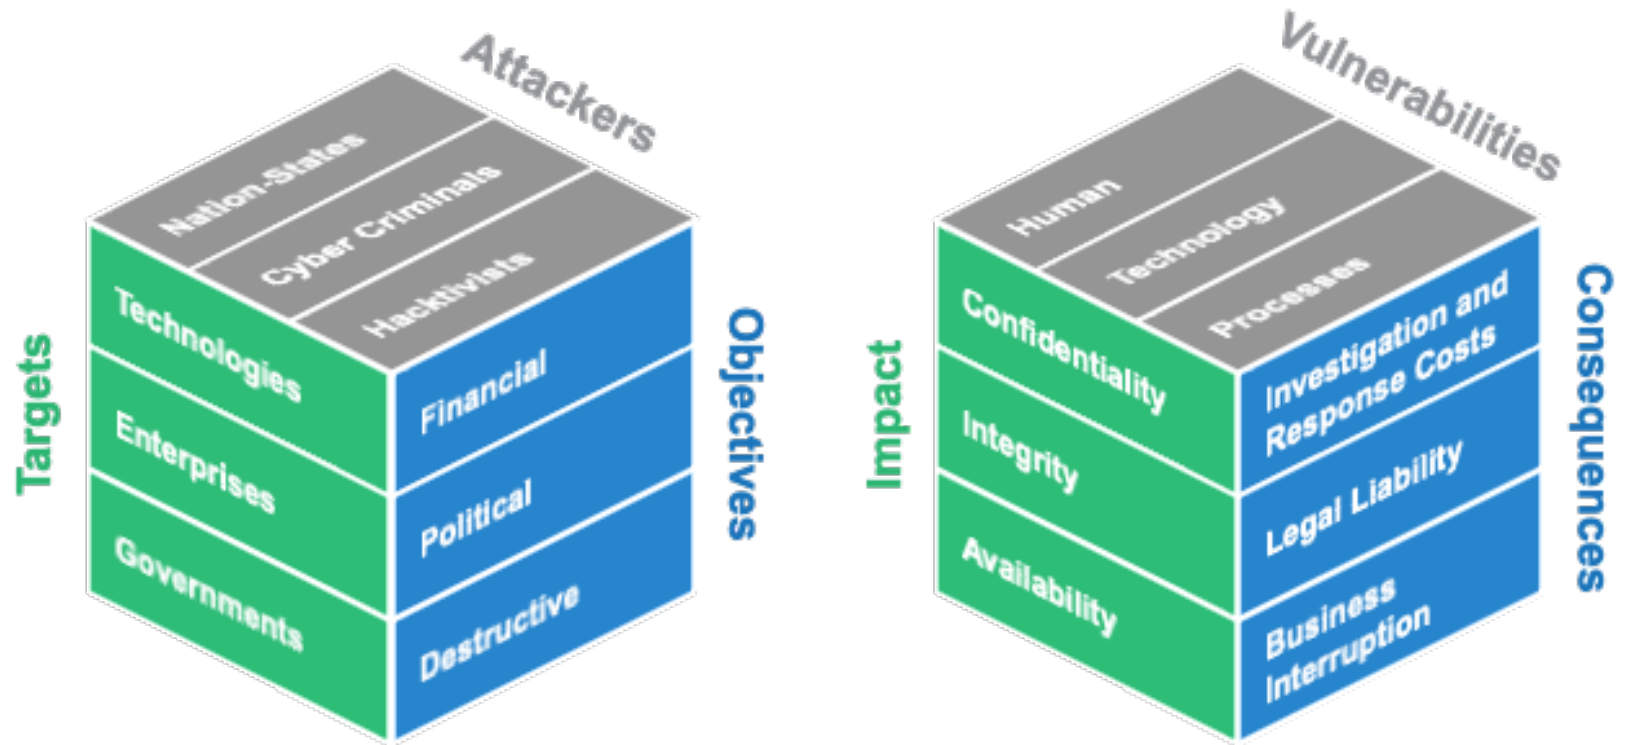 Attackers
Nation-States
Cyber Criminals
Hacktivists
Targets
Technologies
Enterprises
Governments
Objectives
Financial
Political
Destructive
Vulnerabilities
Human
Technology
Processes
Impact
Confidentiality
Integrity
Availability
Consequences
Investigation and
Response Costs
Legal Liability
Business
Interruption